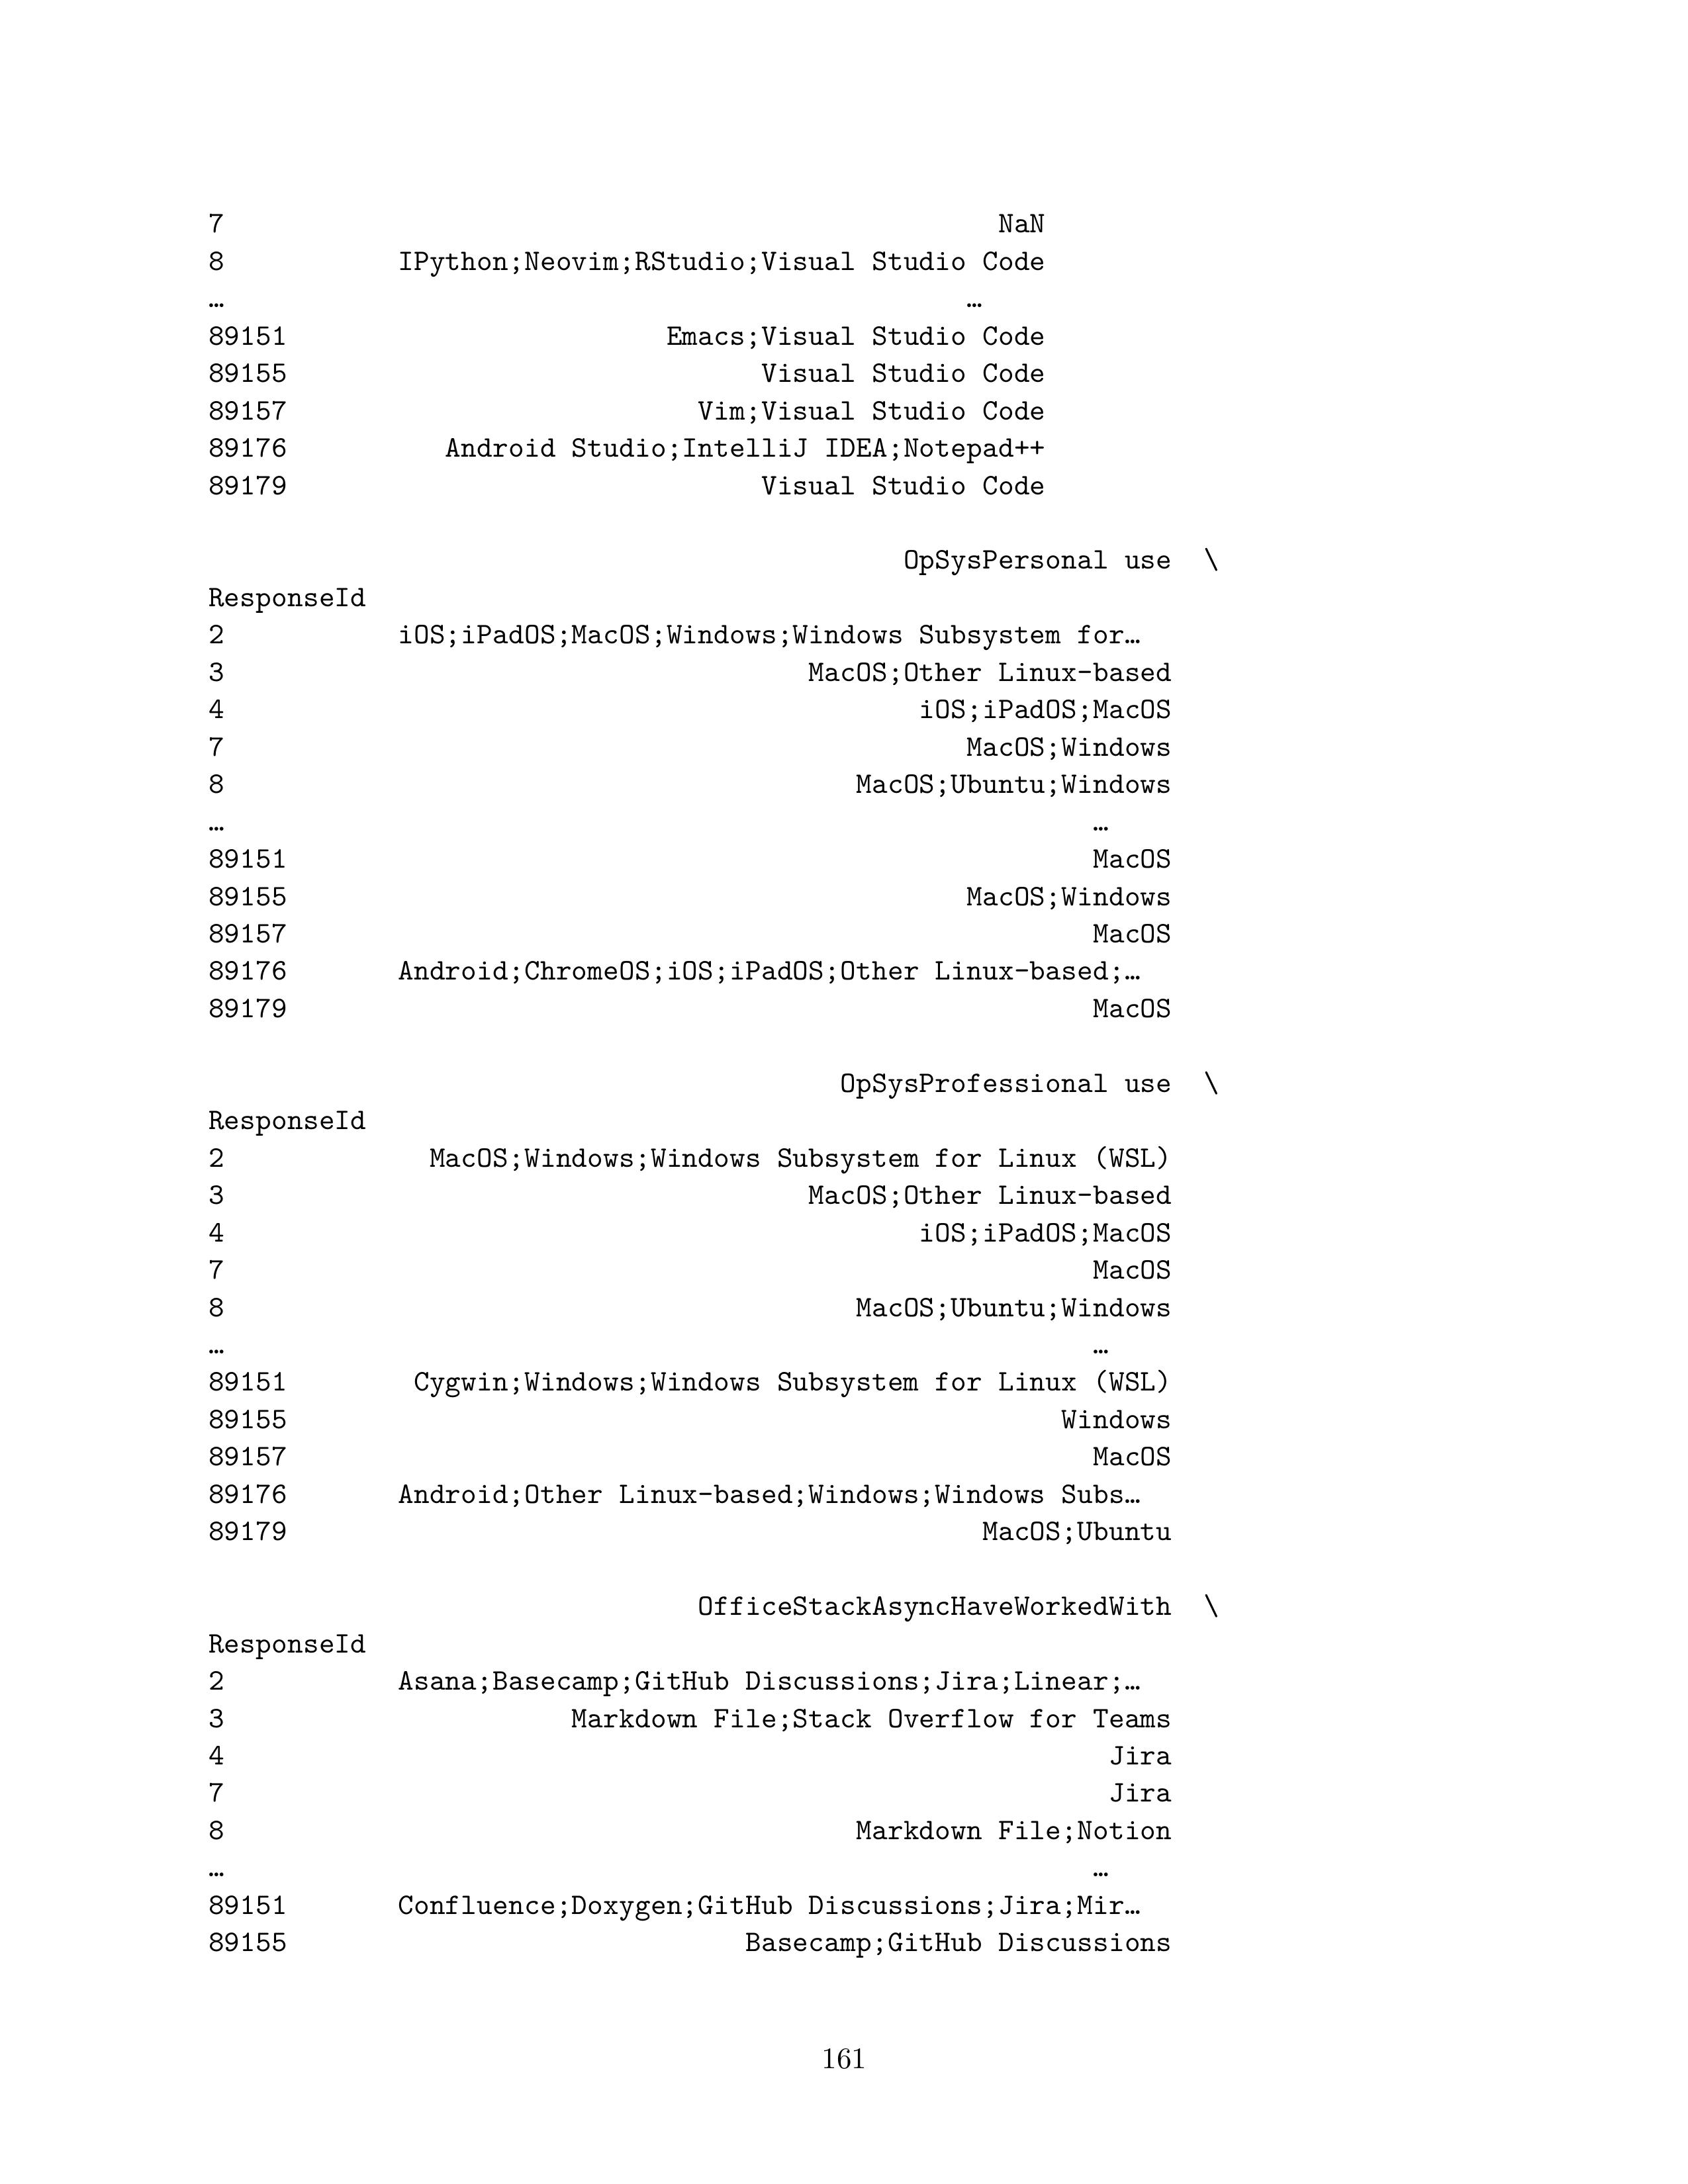 7                                                 NaN
8           IPython;Neovim;RStudio;Visual Studio Code
…                                               …
89151                        Emacs;Visual Studio Code
89155                              Visual Studio Code
89157                          Vim;Visual Studio Code
89176          Android Studio;IntelliJ IDEA;Notepad++
89179                              Visual Studio Code
OpSysPersonal use  \
ResponseId
2           iOS;iPadOS;MacOS;Windows;Windows Subsystem for…
3                                     MacOS;Other Linux-based
4                                            iOS;iPadOS;MacOS
7                                               MacOS;Windows
8                                        MacOS;Ubuntu;Windows
…                                                       …
89151                                                   MacOS
89155                                           MacOS;Windows
89157                                                   MacOS
89176       Android;ChromeOS;iOS;iPadOS;Other Linux-based;…
89179                                                   MacOS
OpSysProfessional use  \
ResponseId
2             MacOS;Windows;Windows Subsystem for Linux (WSL)
3                                     MacOS;Other Linux-based
4                                            iOS;iPadOS;MacOS
7                                                       MacOS
8                                        MacOS;Ubuntu;Windows
…                                                       …
89151        Cygwin;Windows;Windows Subsystem for Linux (WSL)
89155                                                 Windows
89157                                                   MacOS
89176       Android;Other Linux-based;Windows;Windows Subs…
89179                                            MacOS;Ubuntu
OfficeStackAsyncHaveWorkedWith  \
ResponseId
2           Asana;Basecamp;GitHub Discussions;Jira;Linear;…
3                      Markdown File;Stack Overflow for Teams
4                                                        Jira
7                                                        Jira
8                                        Markdown File;Notion
…                                                       …
89151       Confluence;Doxygen;GitHub Discussions;Jira;Mir…
89155                             Basecamp;GitHub Discussions
161